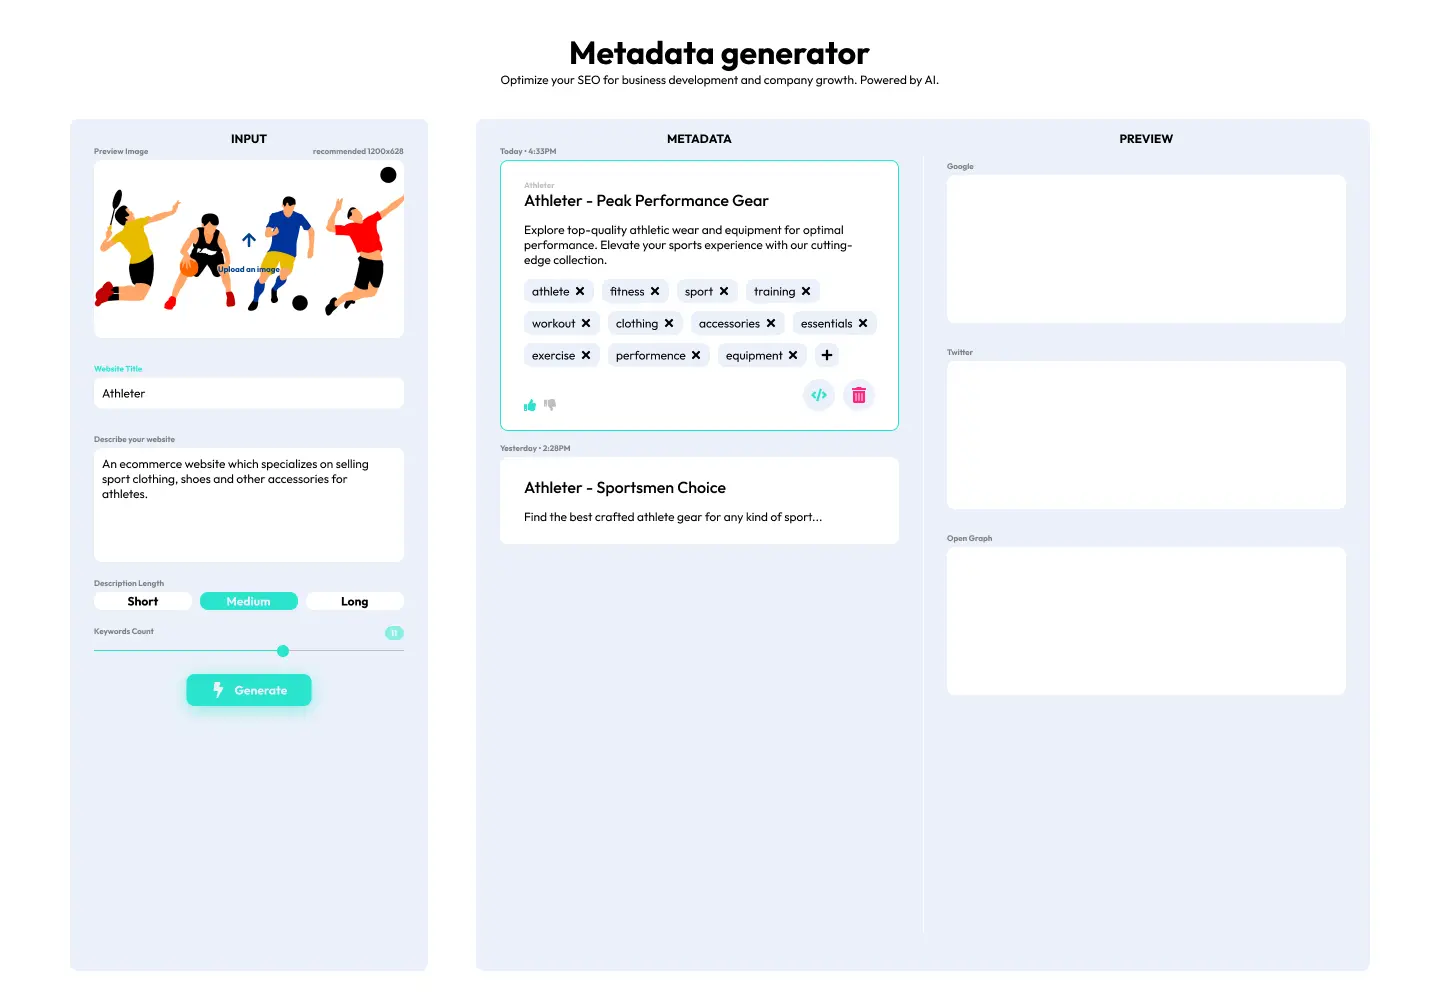 Metadata generator
Optimize your SEO for business development and company growth. Powered by AI.
INPUT
Preview Image
recommended 1200x628
Upload an image
Website Title
Athleter
Describe your website
An ecommerce website which specializes on selling
sport clothing, shoes and other accessories for
athletes.
Description Length
Short
Medium
Long
Keywords Count
11
Generate
METADATA
Today • 4:33PM
Athleter
Athleter - Peak Performance Gear
Explore top-quality athletic wear and equipment for optimal
performance. Elevate your sports experience with our cutting-
edge collection.
athlete
fitness
sport
training
workout
clothing
accessories
essentials
exercise
performence
equipment
Yesterday • 2:28PM
Athleter - Sportsmen Choice
Find the best crafted athlete gear for any kind of sport...
PREVIEW
Google
Twitter
Open Graph